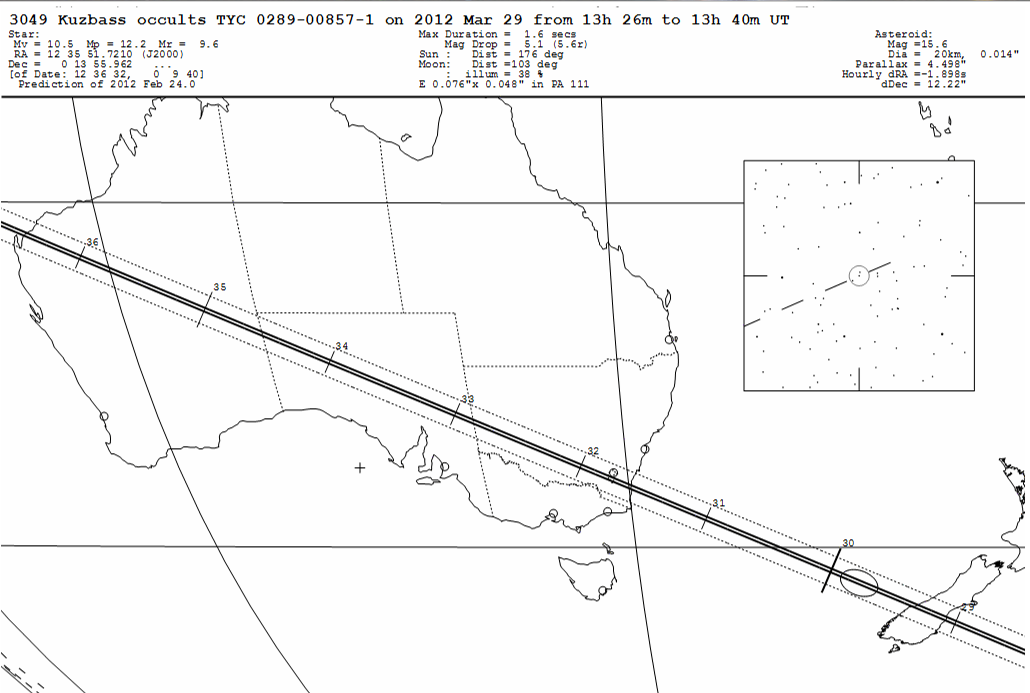 3049 Kuzbass occults TYC 0289-00857-1 on 2012 Mar 29 from 13h 26m to 13h 40m UT
Star:
Mv = 10.5 Mp = 12.2 Mr = 9.6
RA = 12 35 51.7210 (J2000)
Dec = 0 13 55.962 ...
[of Date: 12 36 32, 0 9 40]
Prediction of 2012 Feb 24.0
Max Duration = 1.6 secs
Mag Drop = 5.1 (5.6r)
Sun : Dist = 176 deg
Moon: Dist =103 deg
: illum = 38 %
E 0.076"x 0.048" in PA 111
Asteroid:
Mag =15.6
Dia = 20km, 0.014"
Parallax = 4.498"
Hourly dRA =-1.898s
dDec = 12.22"
36
35
34
33
32
31
30
29